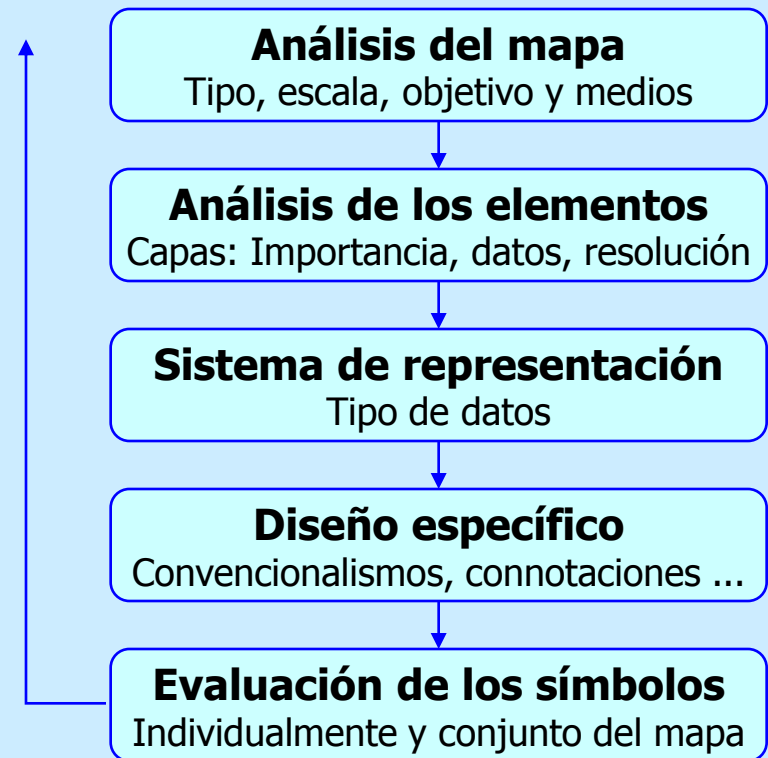 Análisis del mapa
Tipo, escala, objetivo y medios
Análisis de los elementos
Capas: Importancia, datos, resolución
Sistema de representación
Tipo de datos
Diseño específico
Convencionalismos, connotaciones ...
Evaluación de los símbolos
Individualmente y conjunto del mapa